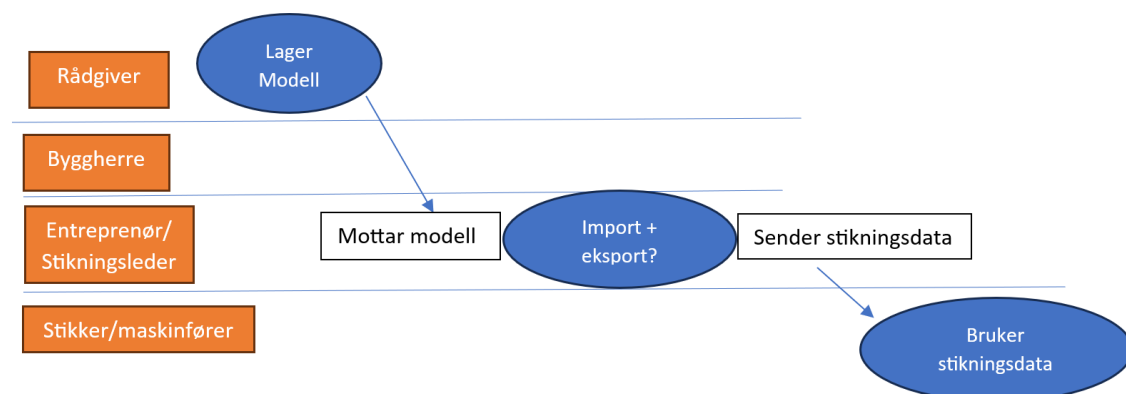 Rådgiver
Lager
Modell
Byggherre
Entreprenør/
Stikningsleder
Mottar modell
Import +
eksport?
Sender stikningsdata
Stikker/maskinfører
Bruker
stikningsdata